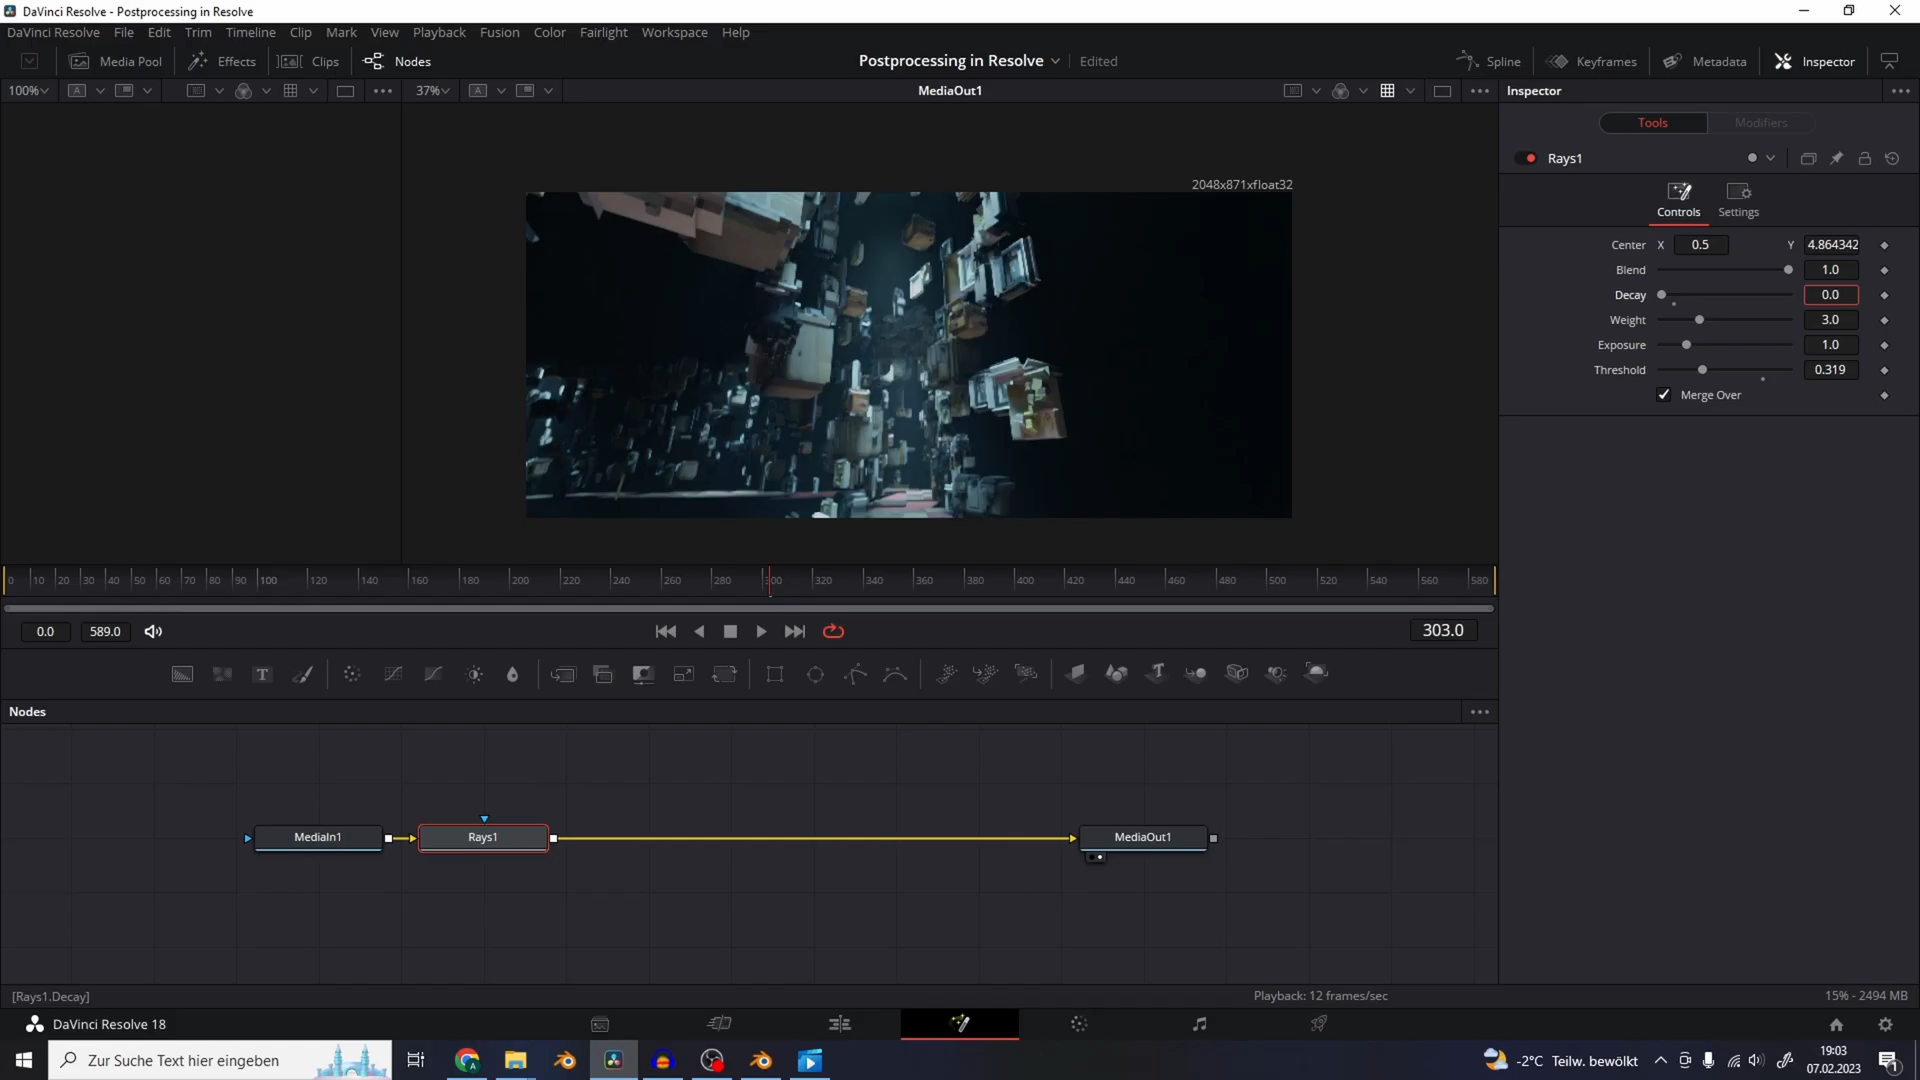 DaVinci Resolve - Postprocessing in Resolve
DaVinci Resolve File Edit Trim Timeline Clip Mark View Playback Fusion Color Fairlight Workspace Help
Media Pool Effects Clips Nodes Postprocessing in Resolve Edited Spline Keyframes Metadata Inspector
100% A 37% A MediaOut1 Inspector
Tools Modifiers
Rays1
2048x871xfloat32
Controls Settings
Center X 0.5 Y 4.864342
Blend 1.0
Decay 0.0
Weight 3.0
Exposure 1.0
Threshold 0.319
Merge Over
0 10 20 30 40 50 60 70 80 90 100 120 140 160 180 200 220 240 260 280 300 320 340 360 380 400 420 440 460 480 500 520 540 560 580
0.0 589.0 303.0
T T
Nodes
MediaIn1 Rays1 MediaOut1
[Rays1.Decay] Playback: 12 frames/sec 15% - 2494 MB
DaVinci Resolve 18
Zur Suche Text hier eingeben -2°C Teilw. bewölkt 19:03
07.02.2023
1